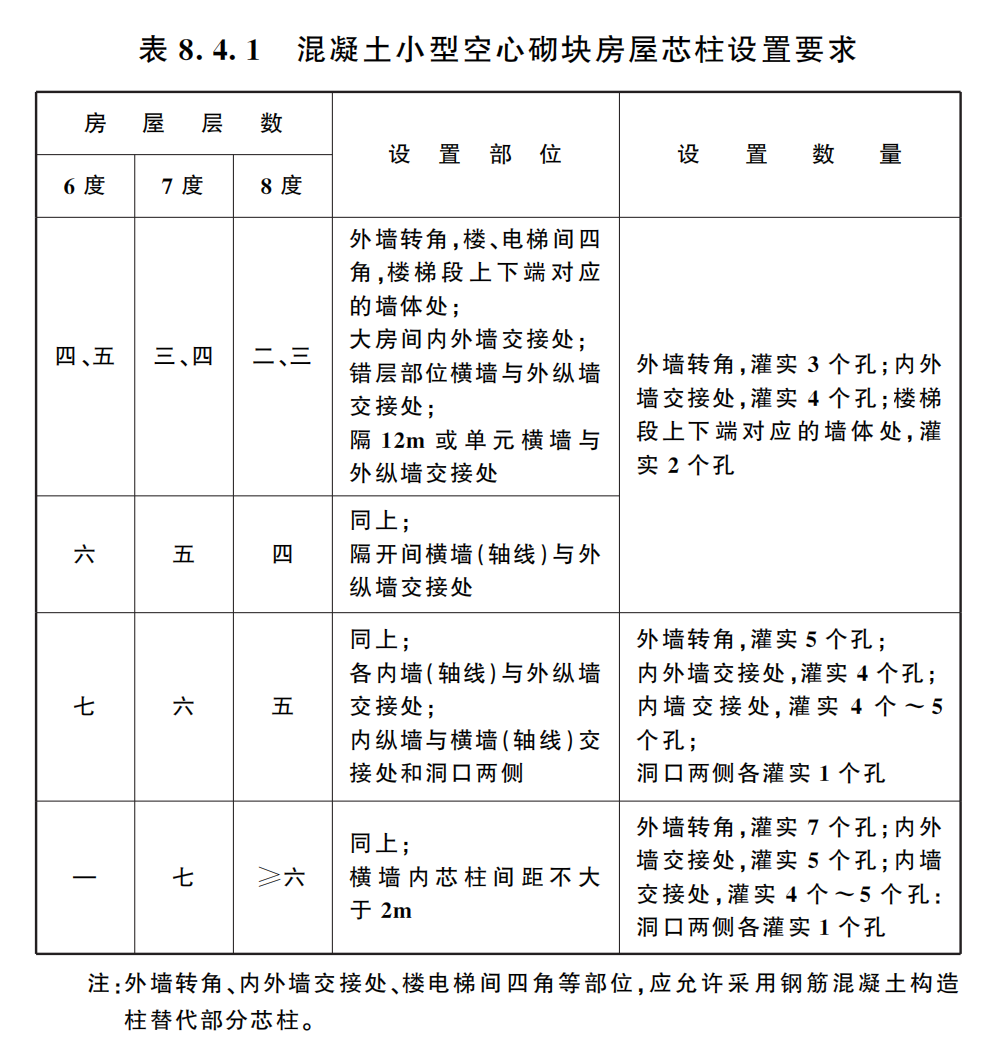 表 8. 4. 1 混凝土小型空心砌块房屋芯柱设置要求
房屋层数
设置部位
设置数量
6 度
7 度
8 度
四、五
三、四
二、三
外墙转角,楼、电梯间四
角,楼梯段上下端对应
的墙体处;
大房间内外墙交接处;
错层部位横墙与外纵墙
交接处;
隔 12m 或单元横墙与
外纵墙交接处
外墙转角,灌实 3 个孔;内外
墙交接处,灌实 4 个孔;楼梯
段上下端对应的墙体处,灌
实 2 个孔
六
五
四
同上;
隔开间横墙(轴线)与外
纵墙交接处
七
六
五
同上;
各内墙(轴线)与外纵墙
交接处;
内纵墙与横墙(轴线)交
接处和洞口两侧
外墙转角,灌实 5 个孔;
内外墙交接处,灌实 4 个孔;
内墙交接处,灌实 4 个～5
个孔;
洞口两侧各灌实 1 个孔
—
七
≥六
同上;
横墙内芯柱间距不大
于 2m
外墙转角,灌实 7 个孔;内外
墙交接处,灌实 5 个孔;内墙
交接处,灌实 4 个～5 个孔:
洞口两侧各灌实 1 个孔
注:外墙转角、内外墙交接处、楼电梯间四角等部位,应允许采用钢筋混凝土构造
柱替代部分芯柱。